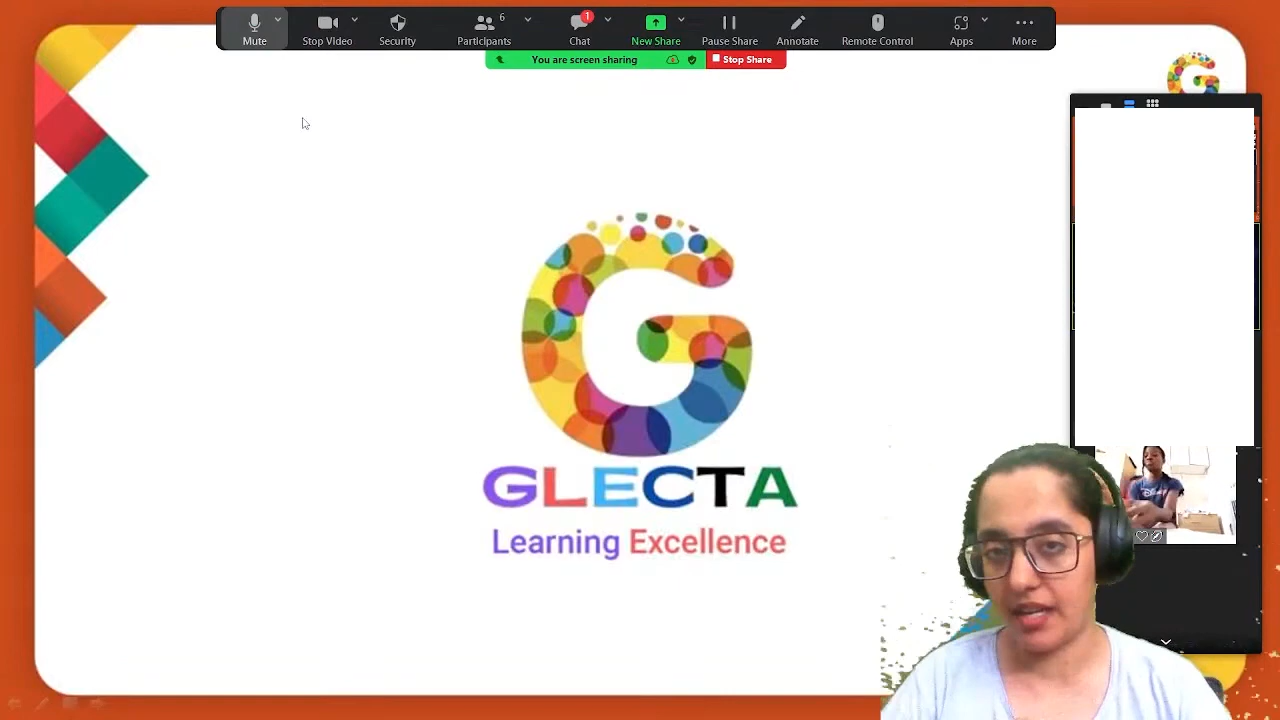 Mute
Stop Video
Security
Participants
6
Chat
1
New Share
Pause Share
Annotate
Remote Control
Apps
More
You are screen sharing
Stop Share
G
G
GLECTA
Learning Excellence